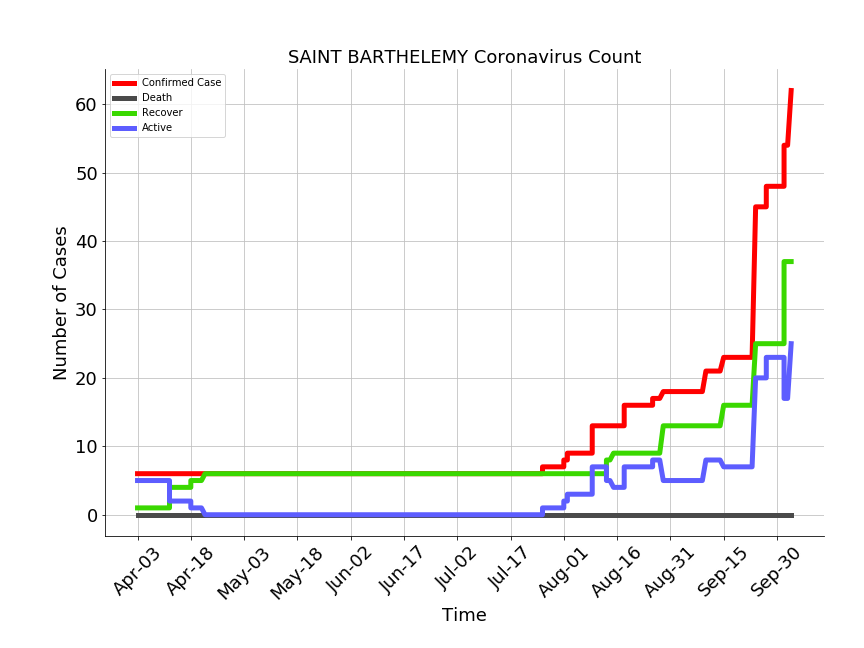 SAINT BARTHELEMY Coronavirus Count
Confirmed Case
Death
Recover
Active
Number of Cases
60
50
40
30
20
10
0
Apr-03
Apr-18
May-03
May-18
Jun-02
Jun-17
Jul-02
Jul-17
Aug-01
Aug-16
Aug-31
Sep-15
Sep-30
Time